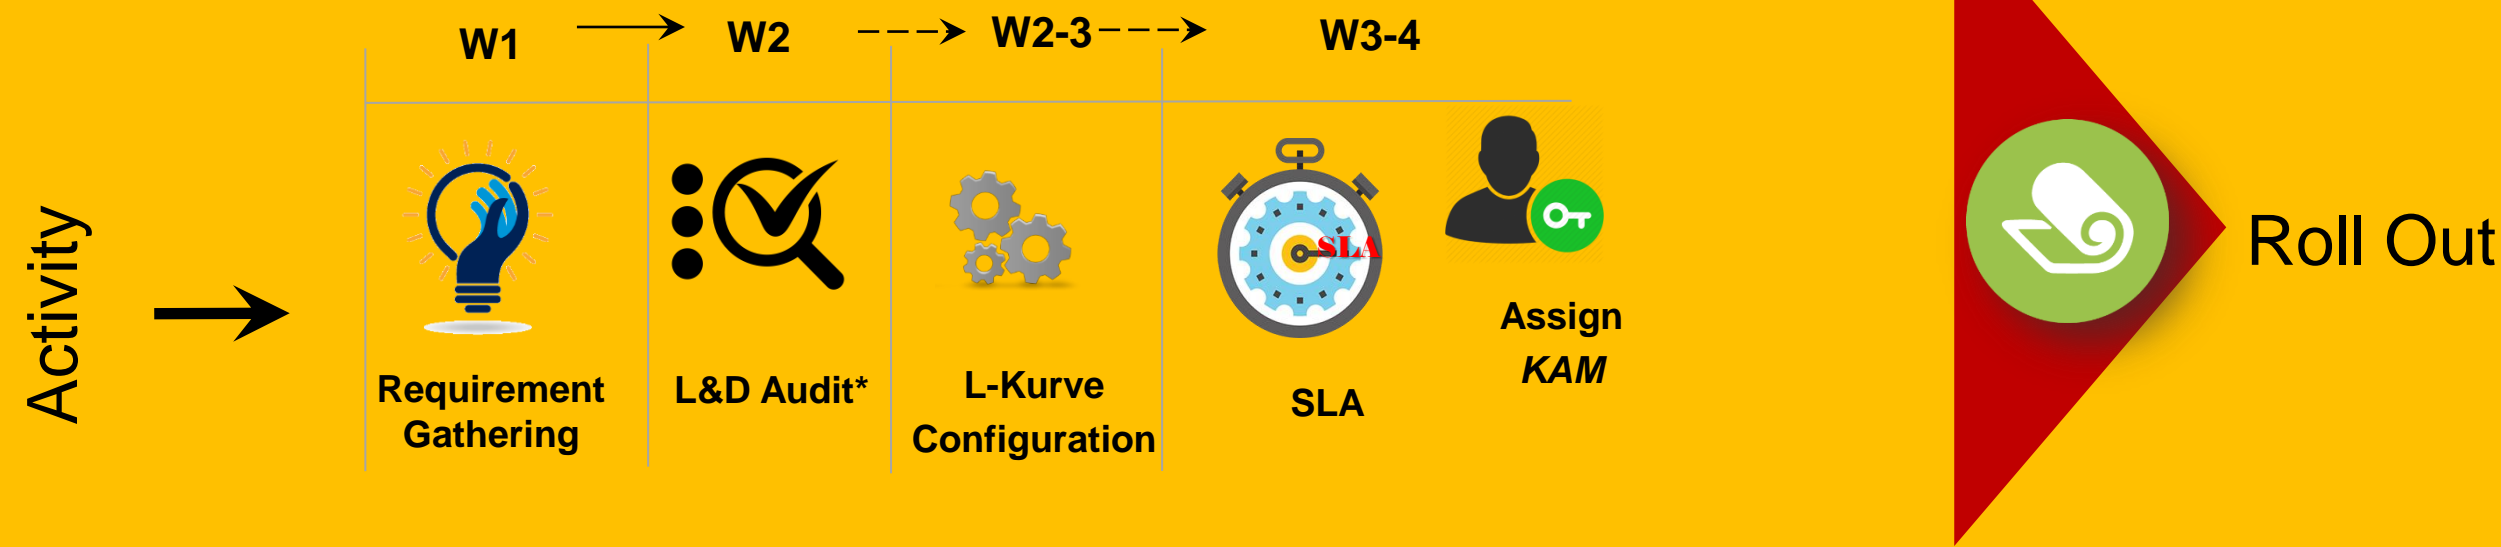 W1
W2
W2-3
W3-4
Activity
SLA
Requirement
Gathering
L&D Audit*
L-Kurve
Configuration
SLA
Assign
KAM
Roll Out